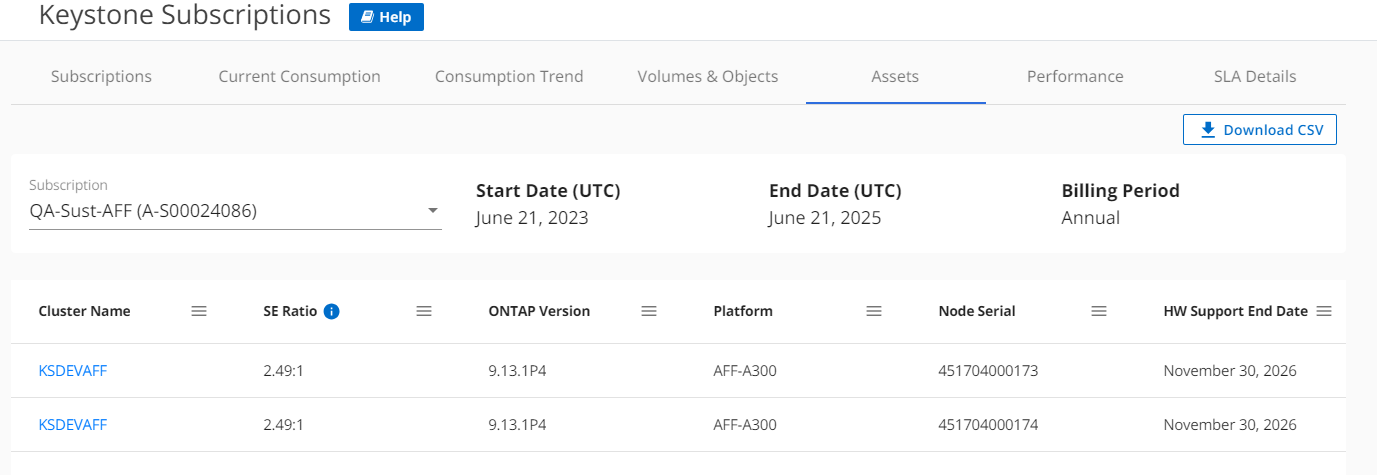 Keystone Subscriptions Help
Subscriptions Current Consumption Consumption Trend Volumes & Objects Assets Performance SLA Details
Download CSV
Subscription
QA-Sust-AFF (A-S00024086)
Start Date (UTC)
June 21, 2023
End Date (UTC)
June 21, 2025
Billing Period
Annual
Cluster Name SE Ratio i ONTAP Version Platform Node Serial HW Support End Date
KSDEVAFF 2.49:1 9.13.1P4 AFF-A300 451704000173 November 30, 2026
KSDEVAFF 2.49:1 9.13.1P4 AFF-A300 451704000174 November 30, 2026